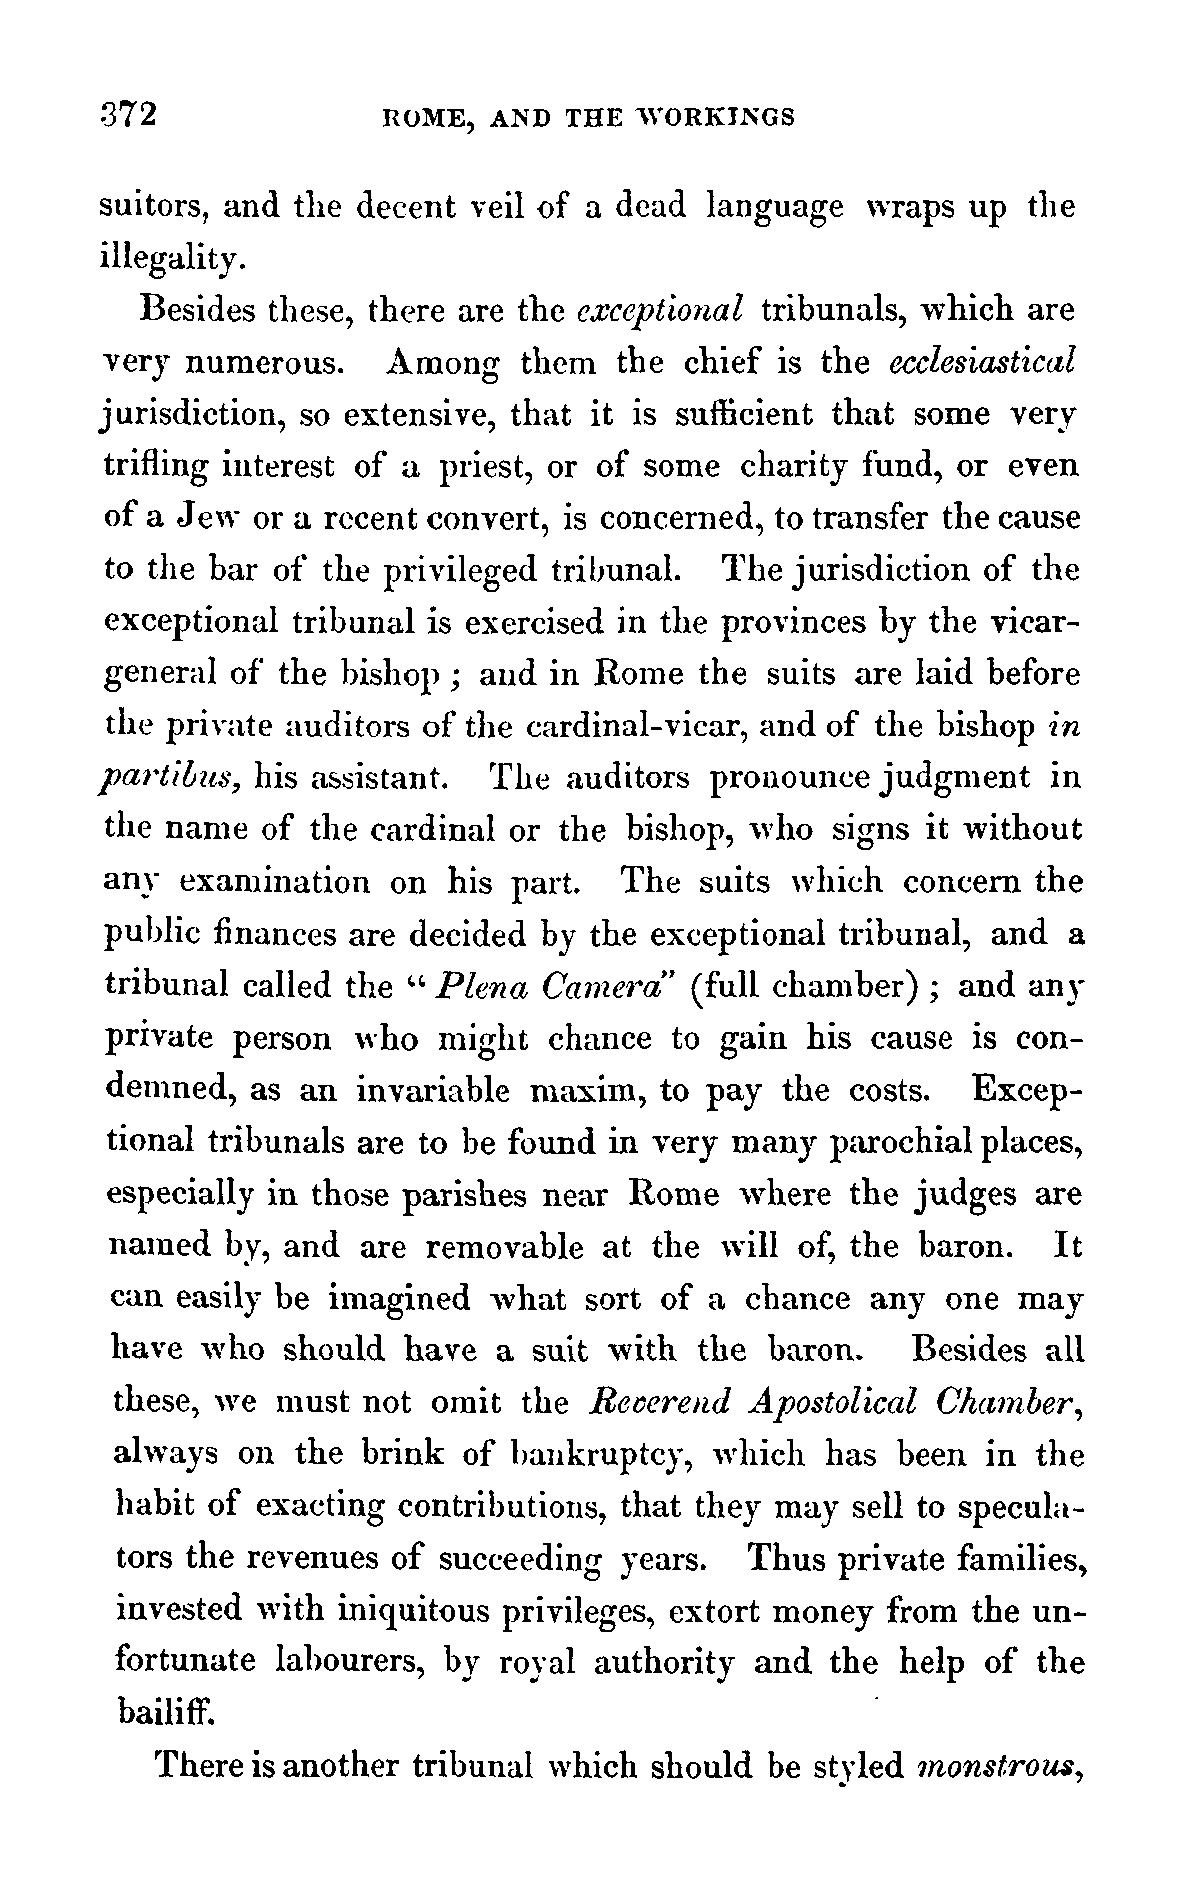 372 ROME, AND THE WORKINGS
suitors, and the decent veil of a dead language wraps up the
illegality.
Besides these, there are the exceptional tribunals, which are
very numerous. Among them the chief is the ecclesiastical
jurisdiction, so extensive, that it is sufficient that some very
trifling interest of a priest, or of some charity fund, or even
of a Jew or a recent convert, is concerned, to transfer the cause
to the bar of the privileged tribunal. The jurisdiction of the
exceptional tribunal is exercised in the provinces by the vicar-
general of the bishop; and in Rome the suits are laid before
the private auditors of the cardinal-vicar, and of the bishop in
partibus, his assistant. The auditors pronounce judgment in
the name of the cardinal or the bishop, who signs it without
any examination on his part. The suits which concern the
public finances are decided by the exceptional tribunal, and a
tribunal called the “Plena Camera” (full chamber); and any
private person who might chance to gain his cause is con-
demned, as an invariable maxim, to pay the costs. Excep-
tional tribunals are to be found in very many parochial places,
especially in those parishes near Rome where the judges are
named by, and are removable at the will of, the baron. It
can easily be imagined what sort of a chance any one may
have who should have a suit with the baron. Besides all
these, we must not omit the Reverend Apostolical Chamber,
always on the brink of bankruptcy, which has been in the
habit of exacting contributions, that they may sell to specula-
tors the revenues of succeeding years. Thus private families,
invested with iniquitous privileges, extort money from the un-
fortunate labourers, by royal authority and the help of the
bailiff.
There is another tribunal which should be styled monstrous,